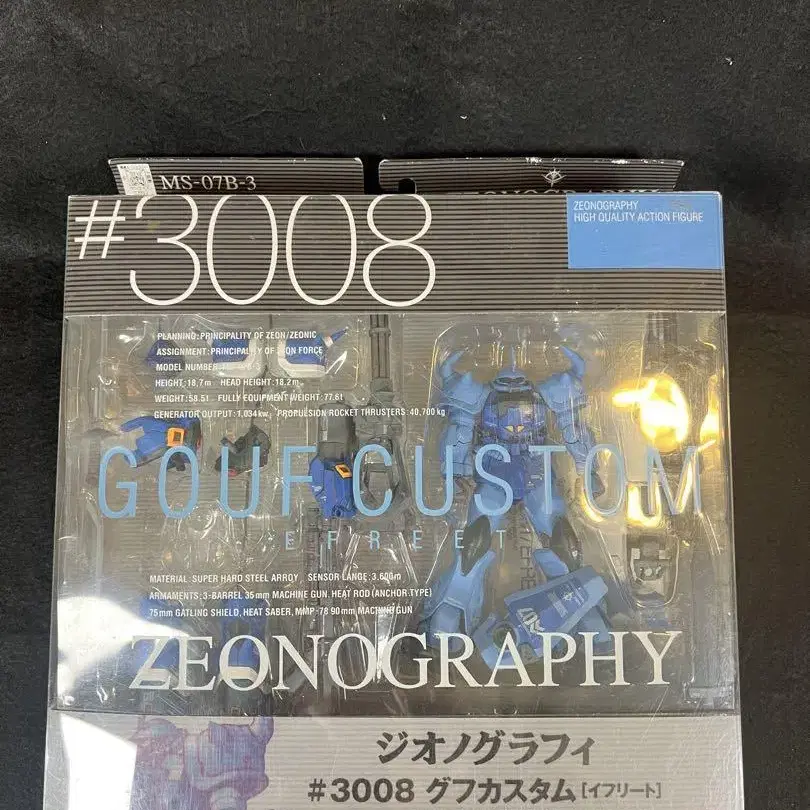 MS-07B-3
ZEONOGRAPHY
#3008
ZEONOGRAPHY
HIGH QUALITY ACTION FIGURE
PLANNING: PRINCIPALITY OF ZEON/ZEONIC
ASSIGNMENT: PRINCIPALITY OF ZEON FORCE
MODEL NUMBER:
HEIGHT: 18.7m HEAD HEIGHT: 18.2m
WEIGHT: 58.5t FULLY EQUIPMENT WEIGHT: 77.6t
GENERATOR OUTPUT: 1,034kw PROPULSION ROCKET THRUSTERS: 40,700kg
GOUF CUSTOM
EFREET
MATERIAL: SUPER HARD STEEL ARROY SENSOR LANGE: 3,600m
ARMAMENTS: 3-BARREL 35mm MACHINE GUN, HEAT ROD (ANCHOR TYPE)
75mm GATLING SHIELD, HEAT SABER, MMP-78 90mm MACHINE GUN
ZEONOGRAPHY
ジオノグラフィ
#3008 グフカスタム[イフリート]